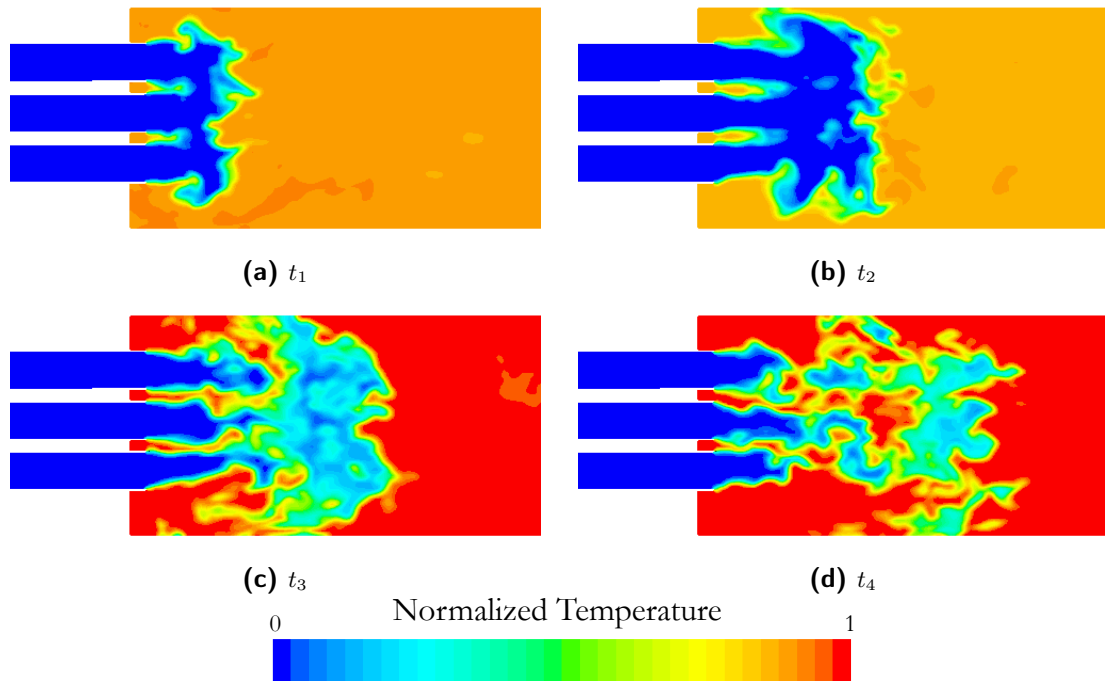 (a) t₁
(b) t₂
(c) t₃
(d) t₄
Normalized Temperature
0 1